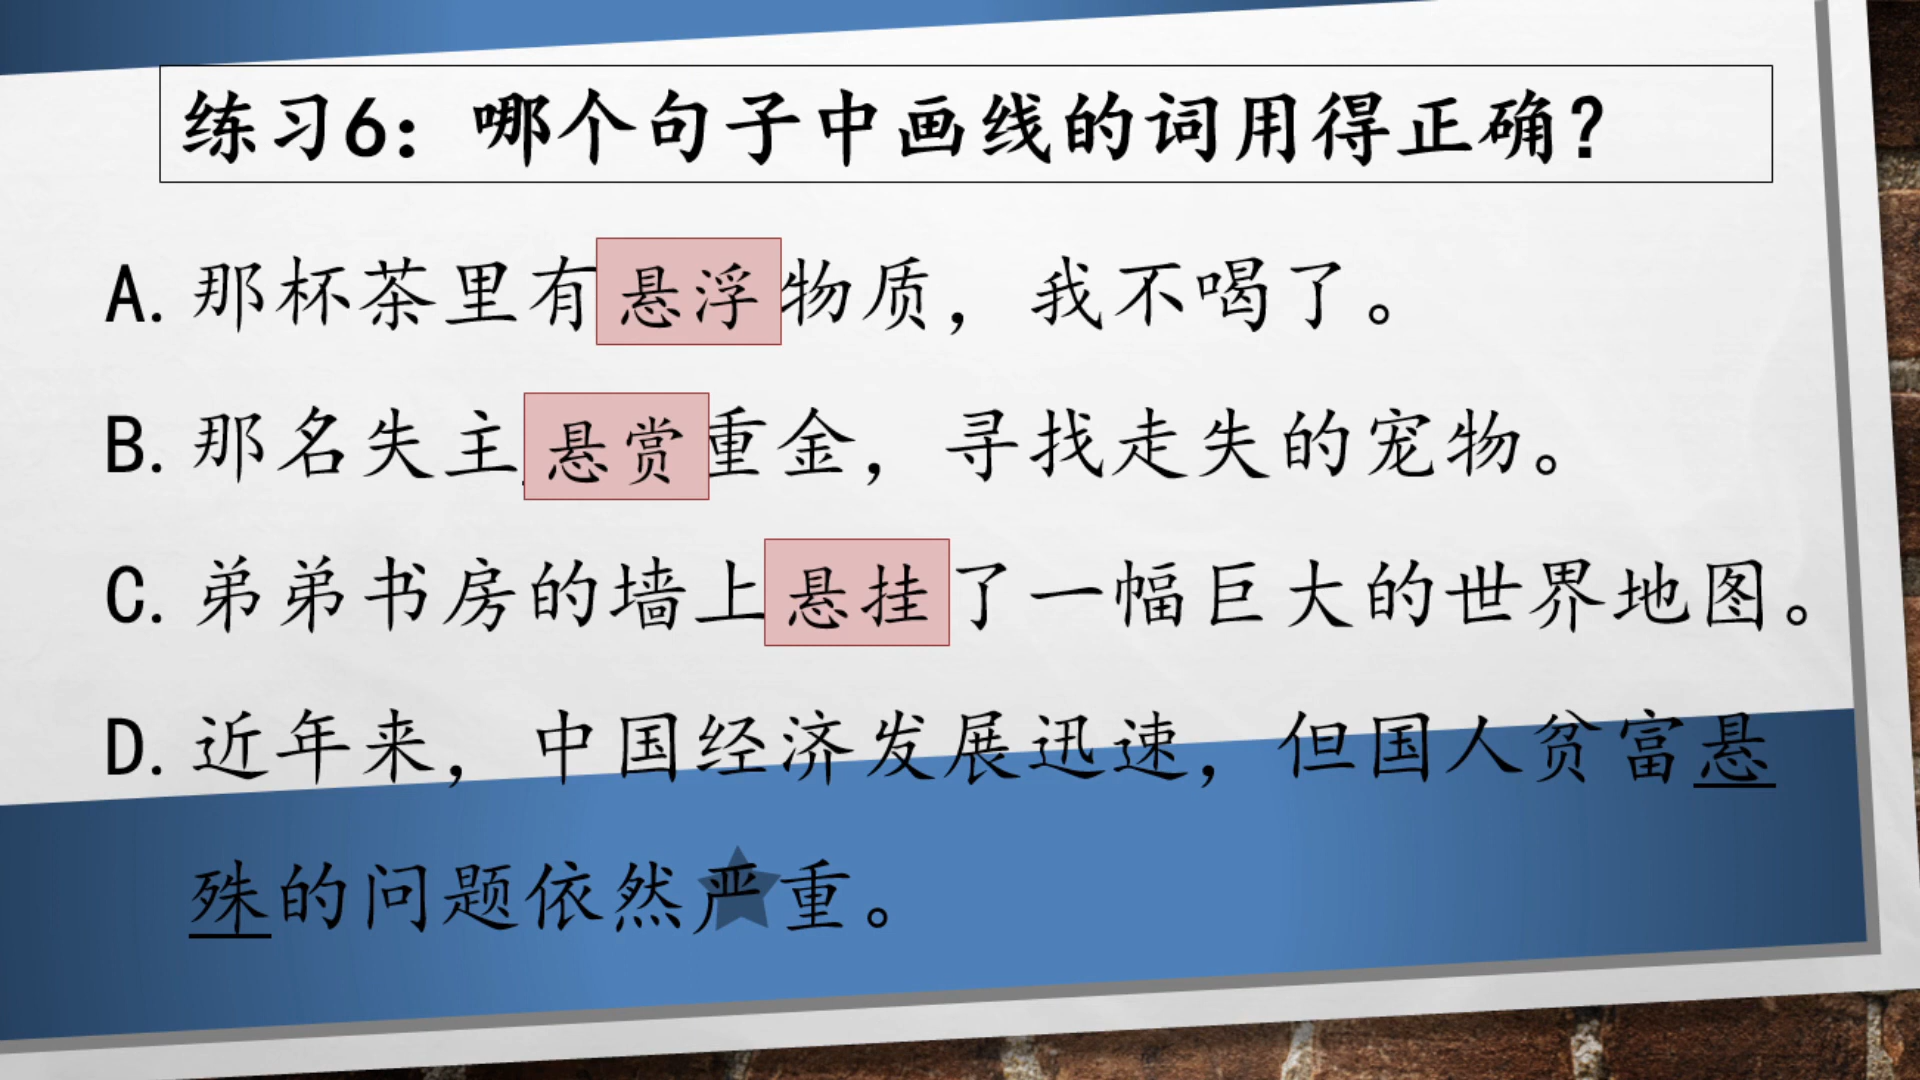 练习6：哪个句子中画线的词用得正确？
A. 那杯茶里有悬浮物质，我不喝了。
B. 那名失主悬赏重金，寻找走失的宠物。
C. 弟弟书房的墙上悬挂了一幅巨大的世界地图。
D. 近年来，中国经济发展迅速，但国人贫富悬
殊的问题依然严重。